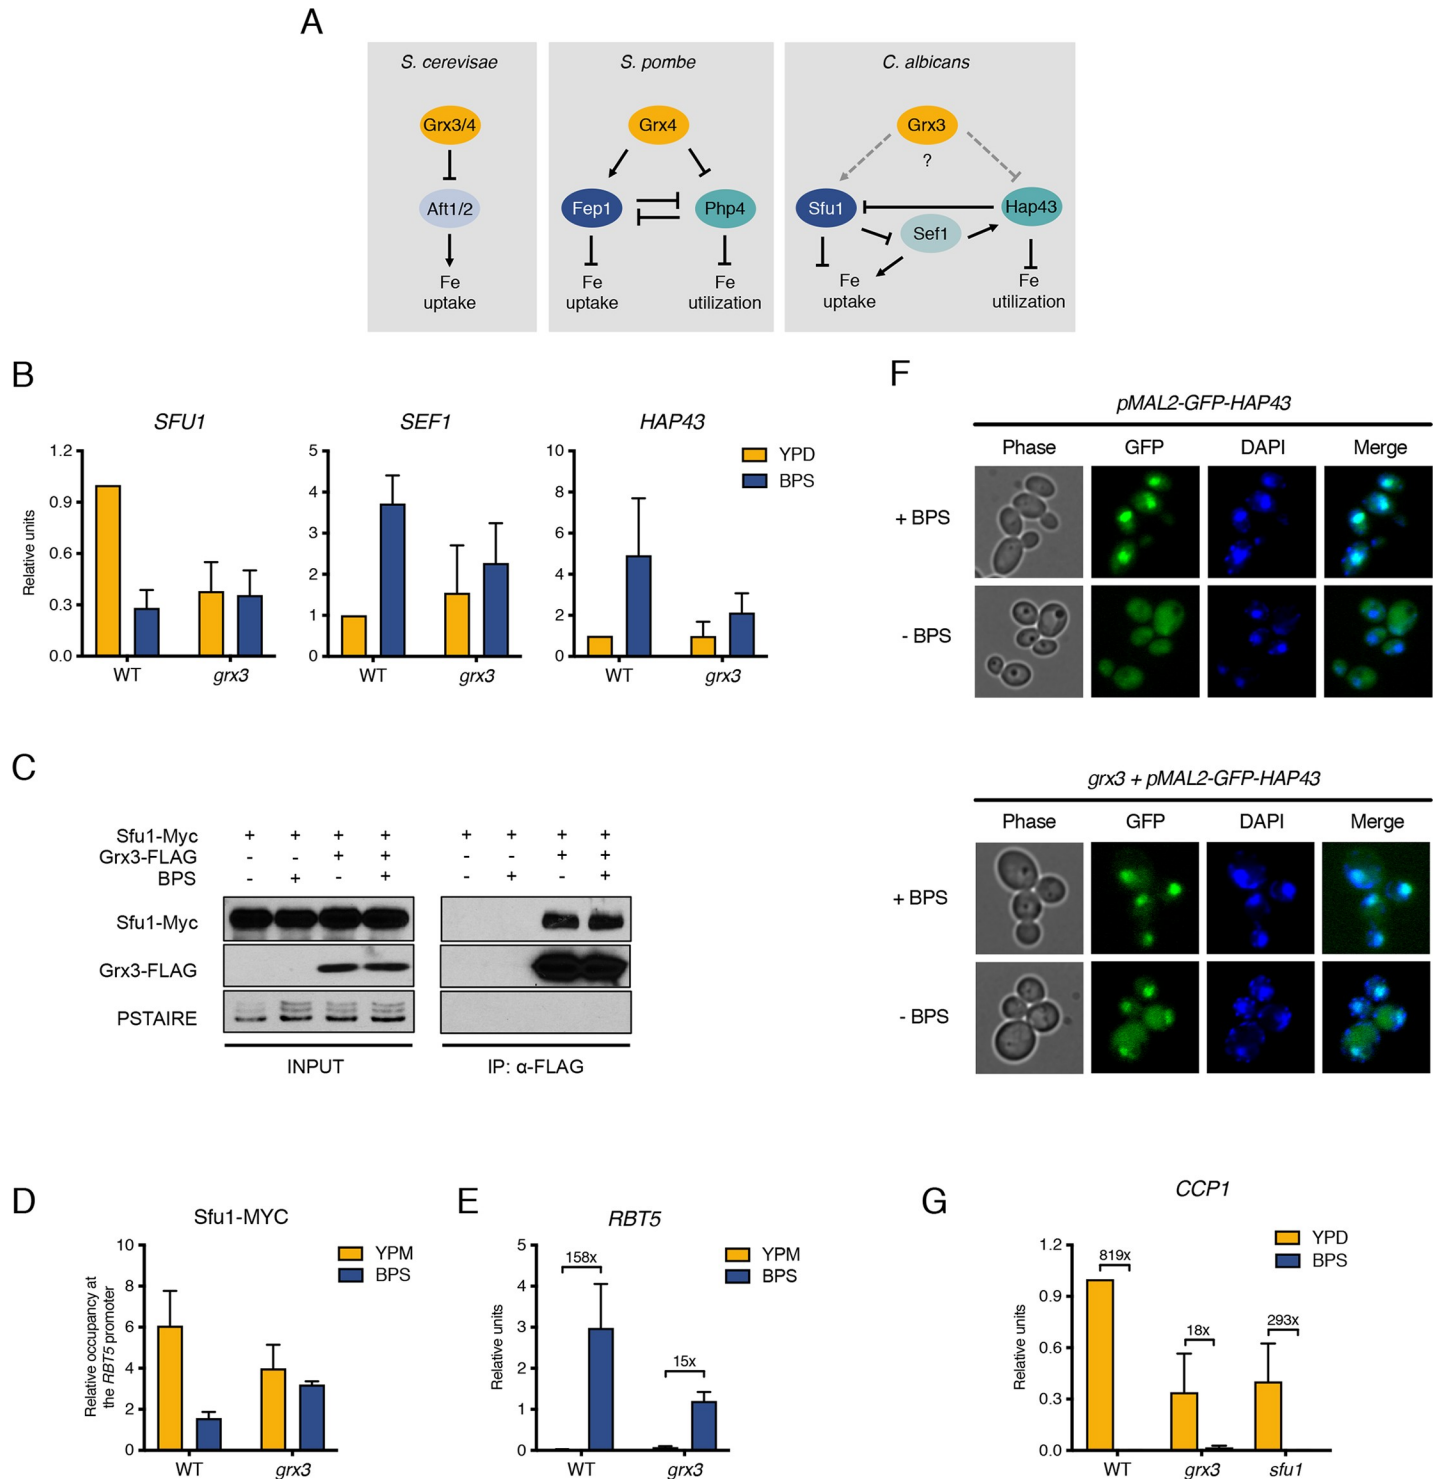 A
S. cerevisae
S. pombe
C. albicans
Grx3/4
Grx4
Grx3
?
Aft1/2
Fep1
Php4
Sfu1
Sef1
Hap43
Fe
uptake
Fe
uptake
Fe
utilization
Fe
uptake
Fe
utilization
B
SFU1
SEF1
HAP43
YPD
BPS
Relative units
1.2
0.9
0.6
0.3
0.0
WT
grx3
5
4
3
2
1
0
WT
grx3
10
8
6
4
2
0
WT
grx3
C
Sfu1-Myc + + + + + + + +
Grx3-FLAG - - + + - - + +
BPS - + - + - + - +
Sfu1-Myc
Grx3-FLAG
PSTAIRE
INPUT
IP: α-FLAG
D
Sfu1-MYC
YPM
BPS
Relative occupancy at
the RBT5 promoter
10
8
6
4
2
0
WT
grx3
E
RBT5
YPM
BPS
Relative units
5
4
3
2
1
0
158x
15x
WT
grx3
F
pMAL2-GFP-HAP43
Phase GFP DAPI Merge
+ BPS
- BPS
grx3 + pMAL2-GFP-HAP43
Phase GFP DAPI Merge
+ BPS
- BPS
G
CCP1
YPD
BPS
Relative units
1.2
0.9
0.6
0.3
0.0
819x
18x
293x
WT
grx3
sfu1